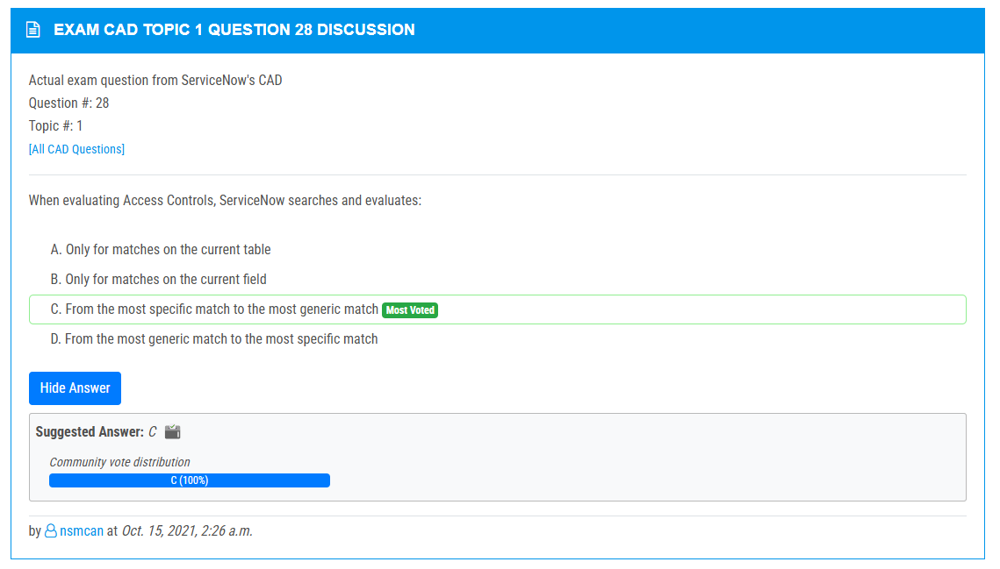 EXAM CAD TOPIC 1 QUESTION 28 DISCUSSION
Actual exam question from ServiceNow's CAD
Question #: 28
Topic #: 1
[All CAD Questions]
When evaluating Access Controls, ServiceNow searches and evaluates:
A. Only for matches on the current table
B. Only for matches on the current field
C. From the most specific match to the most generic match Most Voted
D. From the most generic match to the most specific match
Hide Answer
Suggested Answer: C
Community vote distribution
C (100%)
by nsmcan at Oct. 15, 2021, 2:26 a.m.